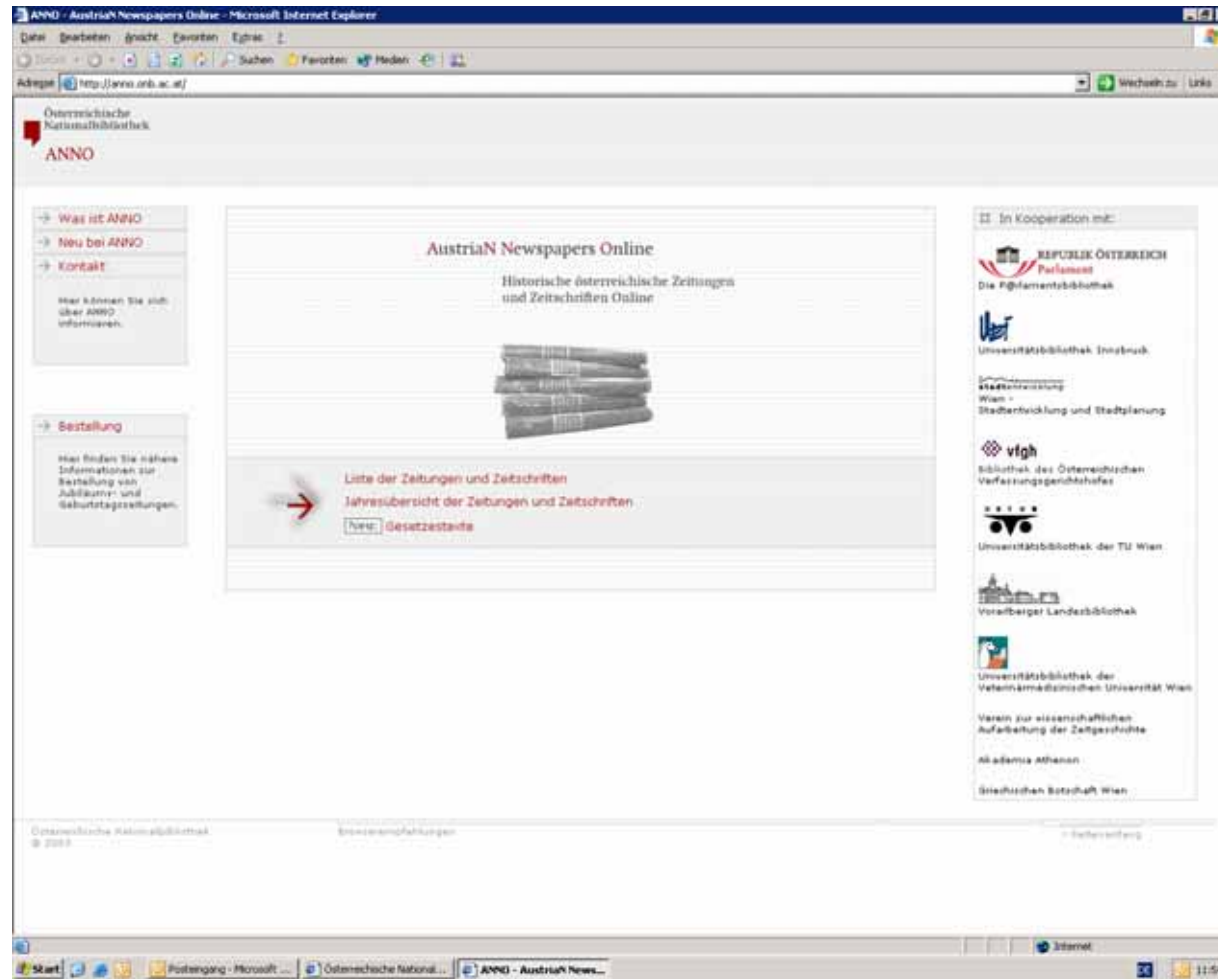 ANNO - AustriaN Newspapers Online - Microsoft Internet Explorer
Datei Bearbeiten Ansicht Favoriten Extras ?
Zurück Suchen Favoriten Medien
Adresse http://anno.onb.ac.at/ Wechseln zu Links
Österreichische
Nationalbibliothek
ANNO
Was ist ANNO
Neu bei ANNO
Kontakt
Hier können Sie sich
über ANNO
informieren.
Bestellung
Hier finden Sie nähere
Informationen zur
Bestellung von
Jubiläums- und
Geburtstagszeitungen.
AustriaN Newspapers Online
Historische österreichische Zeitungen
und Zeitschriften Online
Liste der Zeitungen und Zeitschriften
Jahresübersicht der Zeitungen und Zeitschriften
Neu: Gesetzestexte
In Kooperation mit:
REPUBLIK ÖSTERREICH
Parlament
Die P@rlamentsbibliothek
Universitätsbibliothek Innsbruck
stadtentwicklung
Wien -
Stadtentwicklung und Stadtplanung
vfgh
Bibliothek des Österreichischen
Verfassungsgerichtshofes
Universitätsbibliothek der TU Wien
Vorarlberger Landesbibliothek
Universitätsbibliothek der
Veterinärmedizinischen Universität Wien
Verein zur wissenschaftlichen
Aufarbeitung der Zeitgeschichte
Akademia Athenon
Griechischen Botschaft Wien
Österreichische Nationalbibliothek
Browserempfehlungen
Seitenanfang
Internet
Start Posteingang - Microsoft ... Österreichische National... ANNO - AustriaN News...